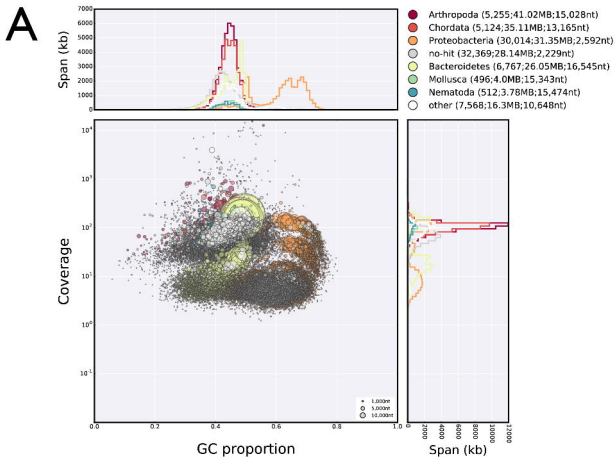 A
7000
6000
5000
4000
3000
2000
1000
0
Span (kb)
Arthropoda (5,255;41.02MB;15,028nt)
Chordata (5,124;35.11MB;13,165nt)
Proteobacteria (30,014;31.35MB;2,592nt)
no-hit (32,369;28.14MB;2,229nt)
Bacteroidetes (6,767;26.05MB;16,545nt)
Mollusca (496;4.0MB;15,343nt)
Nematoda (512;3.78MB;15,474nt)
other (7,568;16.3MB;10,648nt)
10⁴
10³
10²
10¹
10⁰
10⁻¹
Coverage
1,000nt
5,000nt
10,000nt
0.0 0.2 0.4 0.6 0.8 1.0
GC proportion
0 2000 4000 6000 8000 10000 12000
Span (kb)